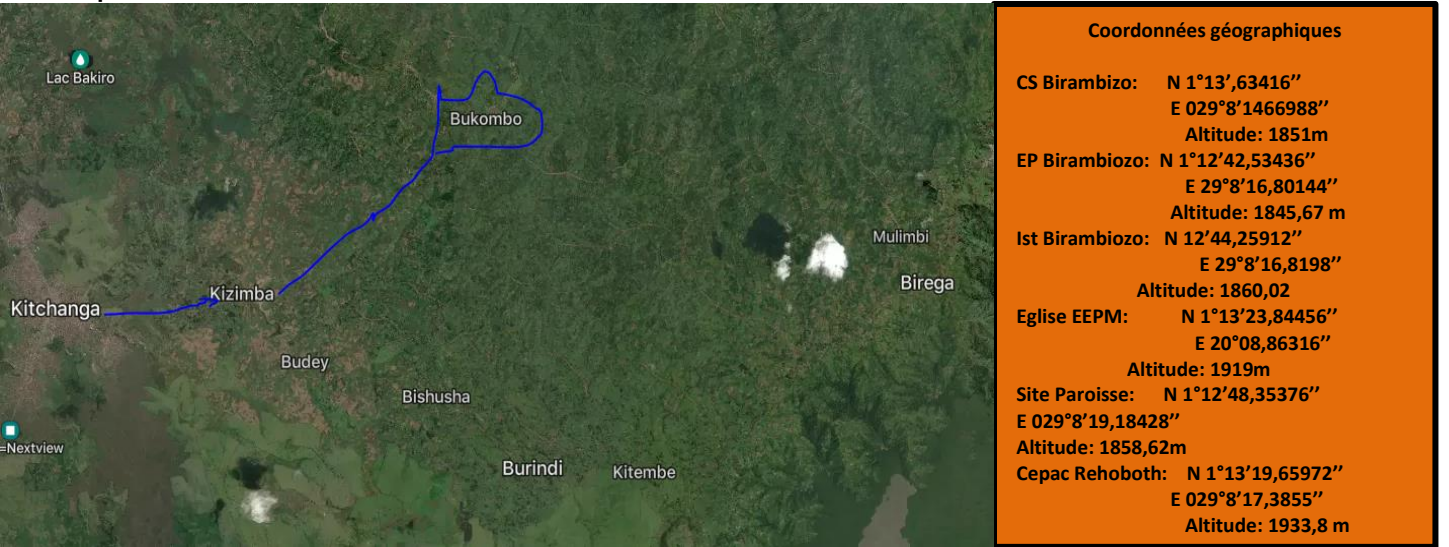 Lac Bakiro
Bukombo
Mulimbi
Birega
Kizimba
Kitchanga
Budey
Bishusha
=Nextview
Burindi
Kitembe
Coordonnées géographiques
CS Birambizo: N 1°13’,63416’’
E 029°8’1466988’’
Altitude: 1851m
EP Birambiozo: N 1°12’42,53436’’
E 29°8’16,80144’’
Altitude: 1845,67 m
Ist Birambiozo: N 12’44,25912’’
E 29°8’16,8198’’
Altitude: 1860,02
Eglise EEPM: N 1°13’23,84456’’
E 20°08,86316’’
Altitude: 1919m
Site Paroisse: N 1°12’48,35376’’
E 029°8’19,18428’’
Altitude: 1858,62m
Cepac Rehoboth: N 1°13’19,65972’’
E 029°8’17,3855’’
Altitude: 1933,8 m